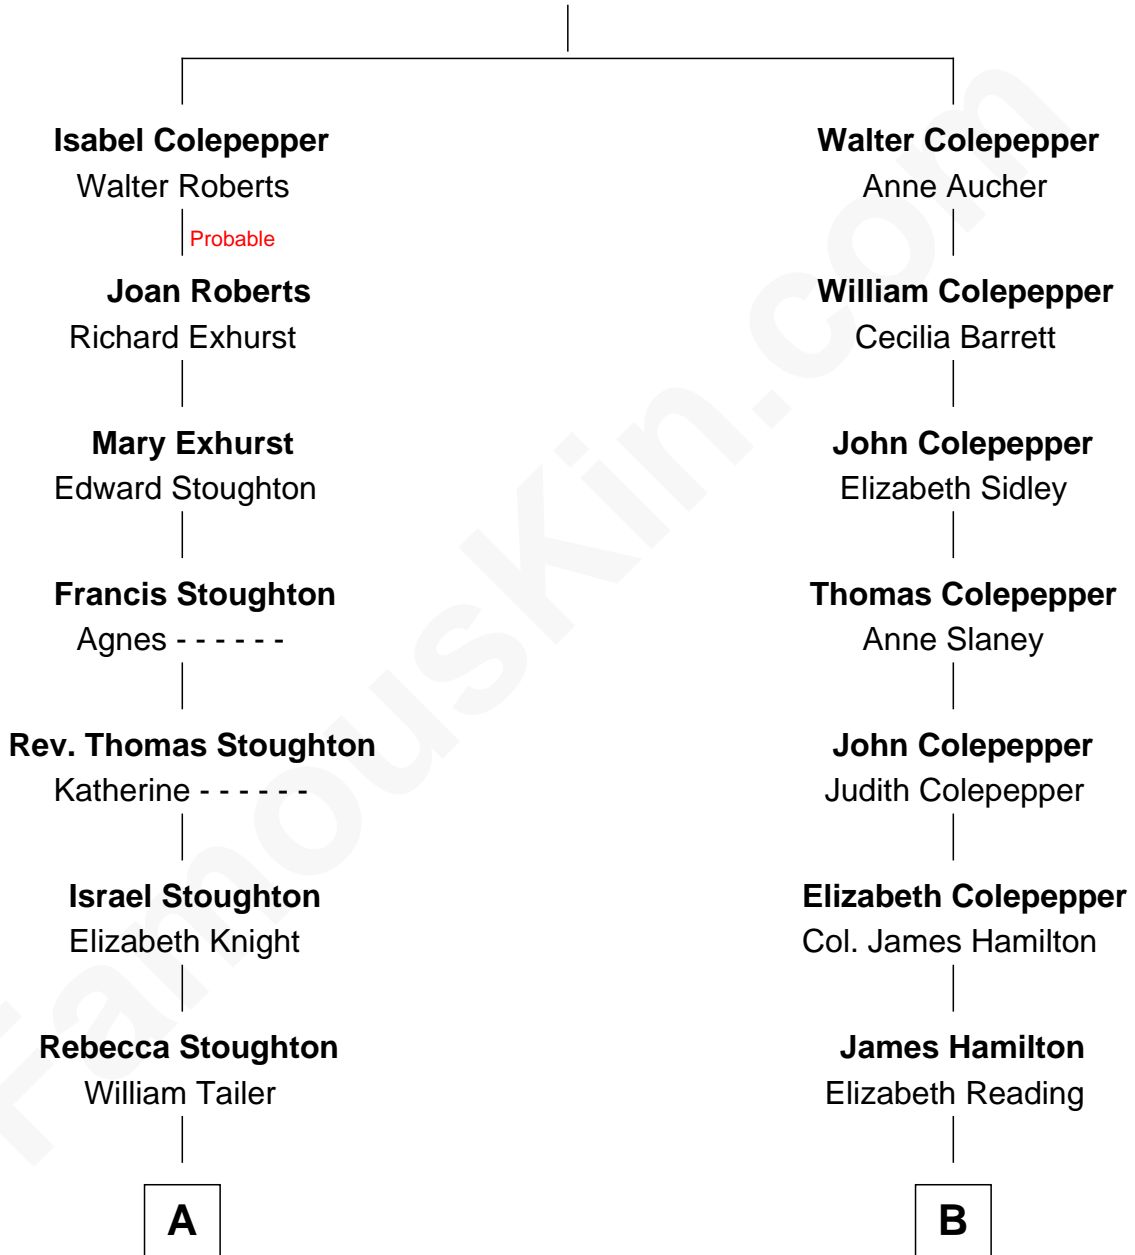 Isabel Colepepper
Walter Roberts
Probable
Joan Roberts
Richard Exhurst
Mary Exhurst
Edward Stoughton
Francis Stoughton
Agnes - - - - - -
Rev. Thomas Stoughton
Katherine - - - - - -
Israel Stoughton
Elizabeth Knight
Rebecca Stoughton
William Tailer
A
Walter Colepepper
Anne Aucher
William Colepepper
Cecilia Barrett
John Colepepper
Elizabeth Sidley
Thomas Colepepper
Anne Slaney
John Colepepper
Judith Colepepper
Elizabeth Colepepper
Col. James Hamilton
James Hamilton
Elizabeth Reading
B
FamousKin.com